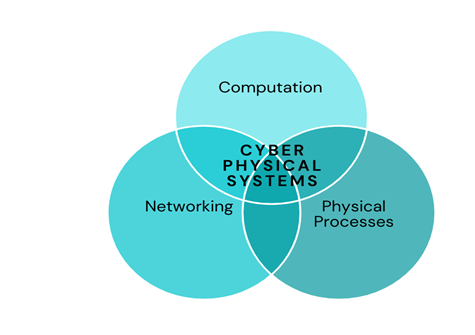 Computation
CYBER
PHYSICAL
SYSTEMS
Networking
Physical
Processes